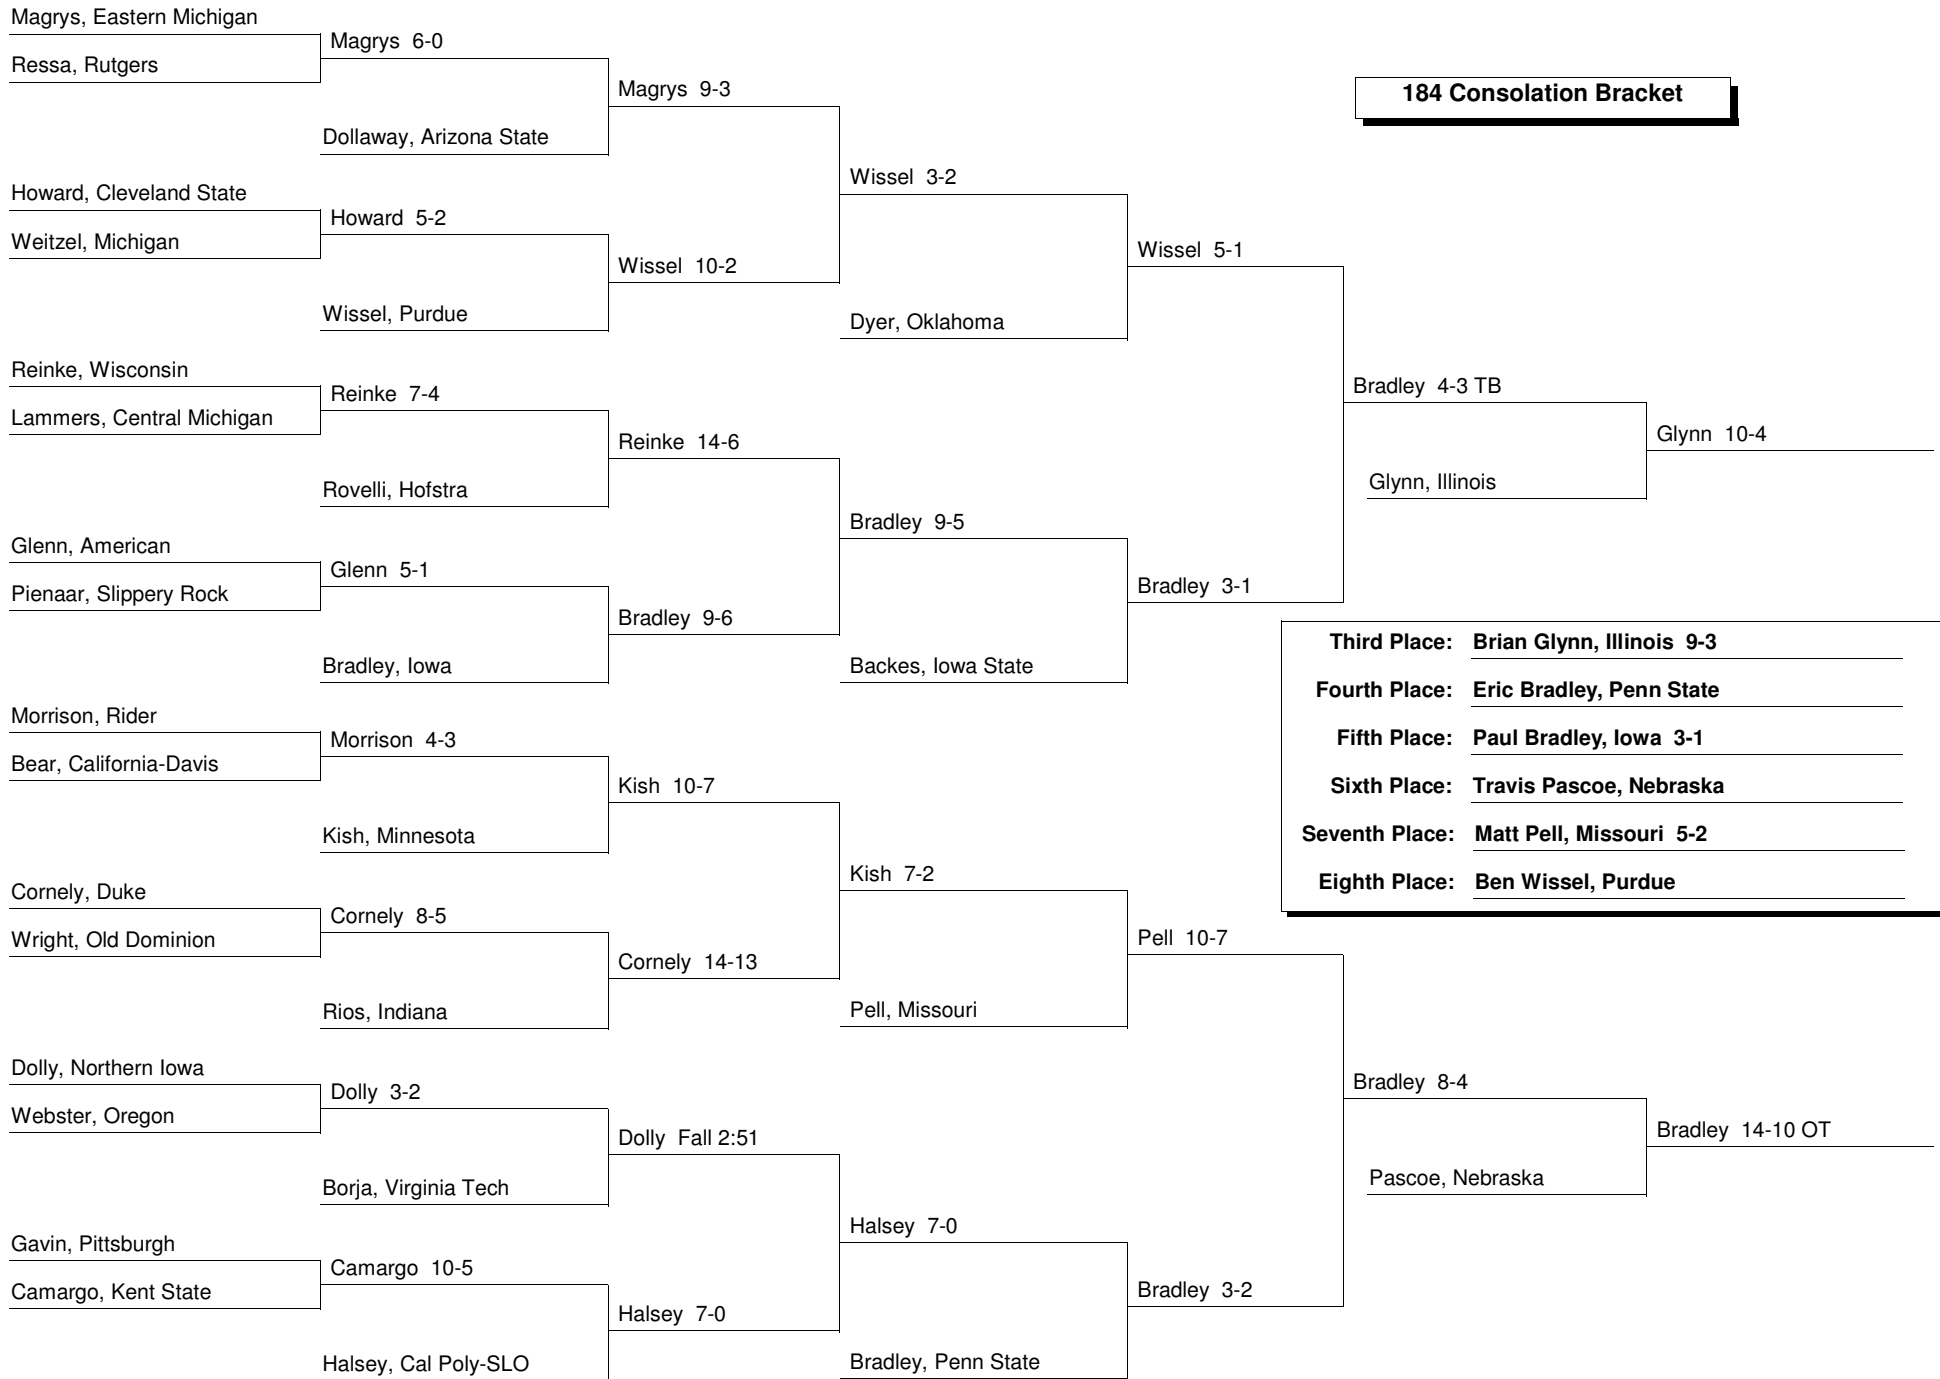 Magrys, Eastern Michigan
Ressa, Rutgers
Magrys 6-0
Dollaway, Arizona State
Magrys 9-3
184 Consolation Bracket
Howard, Cleveland State
Weitzel, Michigan
Howard 5-2
Wissel, Purdue
Wissel 10-2
Wissel 3-2
Dyer, Oklahoma
Wissel 5-1
Reinke, Wisconsin
Lammers, Central Michigan
Reinke 7-4
Rovelli, Hofstra
Reinke 14-6
Glenn, American
Pienaar, Slippery Rock
Glenn 5-1
Bradley, Iowa
Bradley 9-6
Bradley 9-5
Backes, Iowa State
Bradley 3-1
Bradley 4-3 TB
Glynn, Illinois
Glynn 10-4
Third Place: Brian Glynn, Illinois 9-3
Fourth Place: Eric Bradley, Penn State
Fifth Place: Paul Bradley, Iowa 3-1
Sixth Place: Travis Pascoe, Nebraska
Seventh Place: Matt Pell, Missouri 5-2
Eighth Place: Ben Wissel, Purdue
Morrison, Rider
Bear, California-Davis
Morrison 4-3
Kish, Minnesota
Kish 10-7
Cornely, Duke
Wright, Old Dominion
Cornely 8-5
Rios, Indiana
Cornely 14-13
Kish 7-2
Pell, Missouri
Pell 10-7
Dolly, Northern Iowa
Webster, Oregon
Dolly 3-2
Borja, Virginia Tech
Dolly Fall 2:51
Gavin, Pittsburgh
Camargo, Kent State
Camargo 10-5
Halsey, Cal Poly-SLO
Halsey 7-0
Halsey 7-0
Bradley, Penn State
Bradley 3-2
Bradley 8-4
Pascoe, Nebraska
Bradley 14-10 OT